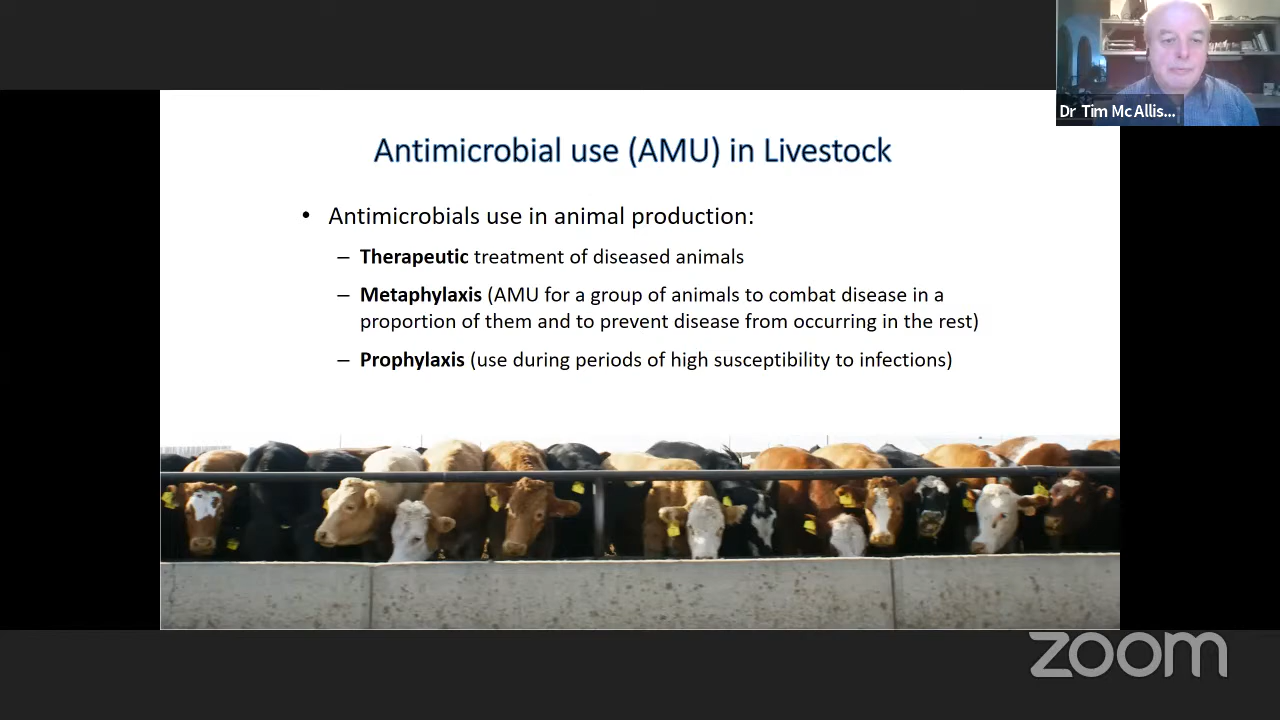 Dr Tim McAllis...
Antimicrobial use (AMU) in Livestock
• Antimicrobials use in animal production:
– Therapeutic treatment of diseased animals
– Metaphylaxis (AMU for a group of animals to combat disease in a
proportion of them and to prevent disease from occurring in the rest)
– Prophylaxis (use during periods of high susceptibility to infections)
zoom